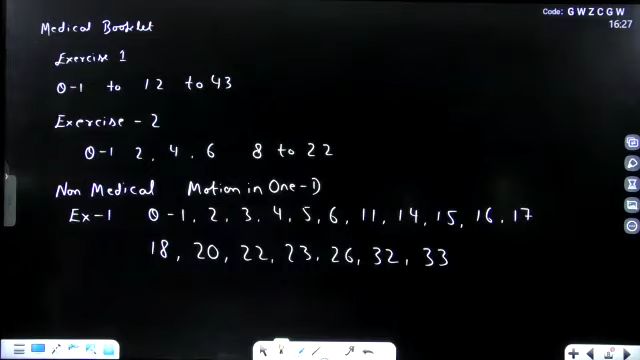 Code: GWZCGW
16:27
Medical Booklet
Exercise 1
Q-1 to 12 to 43
Exercise - 2
Q-1 2, 4, 6 8 to 22
Non Medical Motion in One-D
Ex-1 Q-1, 2, 3, 4, 5, 6, 11, 14, 15, 16, 17
18, 20, 22, 23, 26, 32, 33